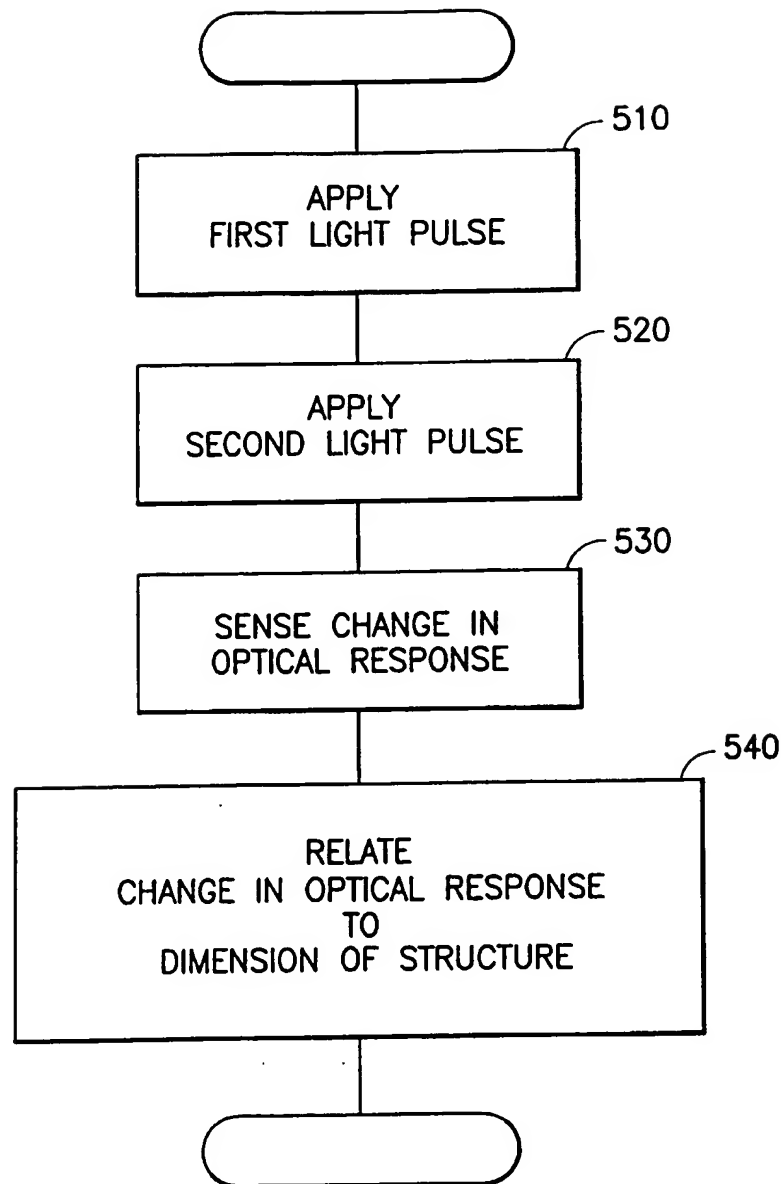 510
APPLY
FIRST LIGHT PULSE
520
APPLY
SECOND LIGHT PULSE
530
SENSE CHANGE IN
OPTICAL RESPONSE
540
RELATE
CHANGE IN OPTICAL RESPONSE
TO
DIMENSION OF STRUCTURE